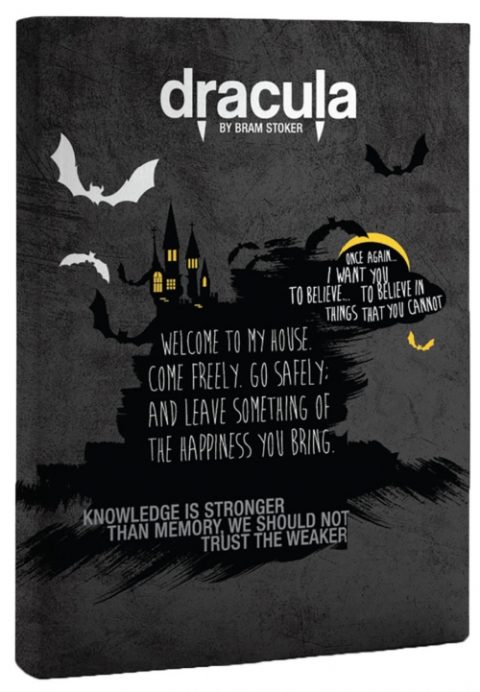 dracula
BY BRAM STOKER
ONCE AGAIN...
I WANT YOU
TO BELIEVE... TO BELIEVE IN
THINGS THAT YOU CANNOT
WELCOME TO MY HOUSE.
COME FREELY. GO SAFELY;
AND LEAVE SOMETHING OF
THE HAPPINESS YOU BRING.
KNOWLEDGE IS STRONGER
THAN MEMORY, WE SHOULD NOT
TRUST THE WEAKER